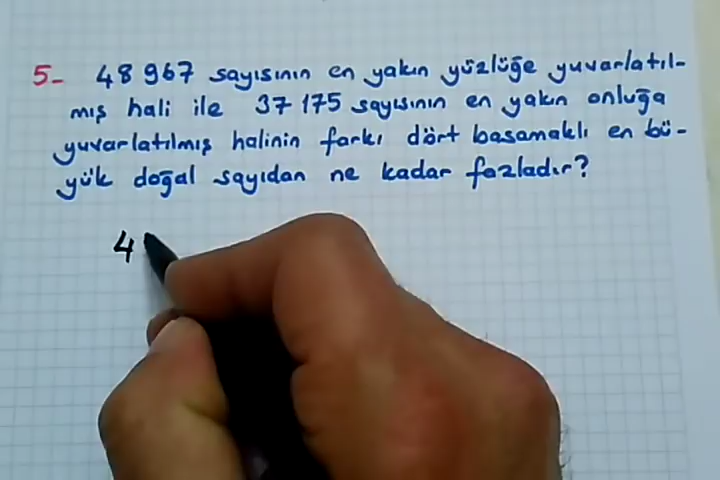 5- 48 967 sayısının en yakın yüzlüğe yuvarlatıl-
mış hali ile 37 175 sayısının en yakın onluğa
yuvarlatılmış halinin farkı dört basamaklı en bü-
yük doğal sayıdan ne kadar fazladır?
4